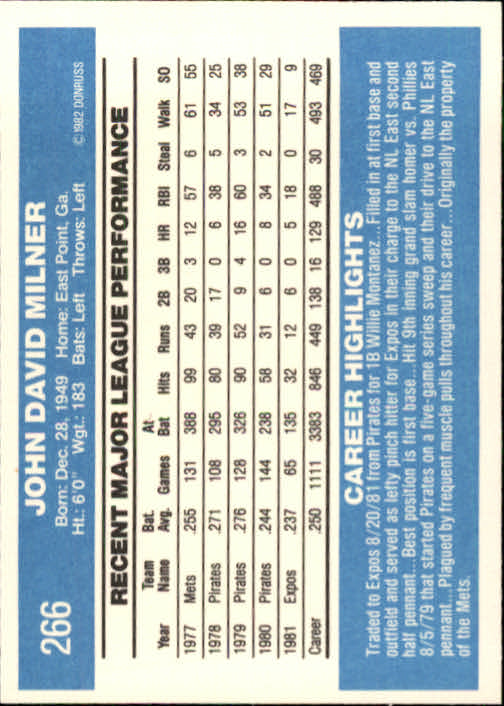 266
JOHN DAVID MILNER
Born: Dec. 28, 1949 Home: East Point, Ga.
Ht.: 6'0" Wgt.: 183 Bats: Left Throws: Left
©1982 DONRUSS
RECENT MAJOR LEAGUE PERFORMANCE
Year Team Name Bat. Avg. Games At Bat Hits Runs 2B 3B HR RBI Steal Walk SO
1977 Mets .255 131 388 99 43 20 3 12 57 6 61 55
1978 Pirates .271 108 295 80 39 17 0 6 38 5 34 25
1979 Pirates .276 128 326 90 52 9 4 16 60 3 53 38
1980 Pirates .244 144 238 58 31 6 0 8 34 2 51 29
1981 Expos .237 65 135 32 12 6 0 5 18 0 17 9
Career .250 1111 3383 846 449 138 16 129 488 30 493 469
CAREER HIGHLIGHTS
Traded to Expos 8/20/81 from Pirates for 1B Willie Montanez...Filled in at first base and
outfield and served as lefty pinch hitter for Expos in their charge to the NL East second
half pennant...Best position is first base...Hit 9th inning grand slam homer vs. Phillies
8/5/79 that started Pirates on a five-game series sweep and their drive to the NL East
pennant...Plagued by frequent muscle pulls throughout his career...Originally the property
of the Mets.